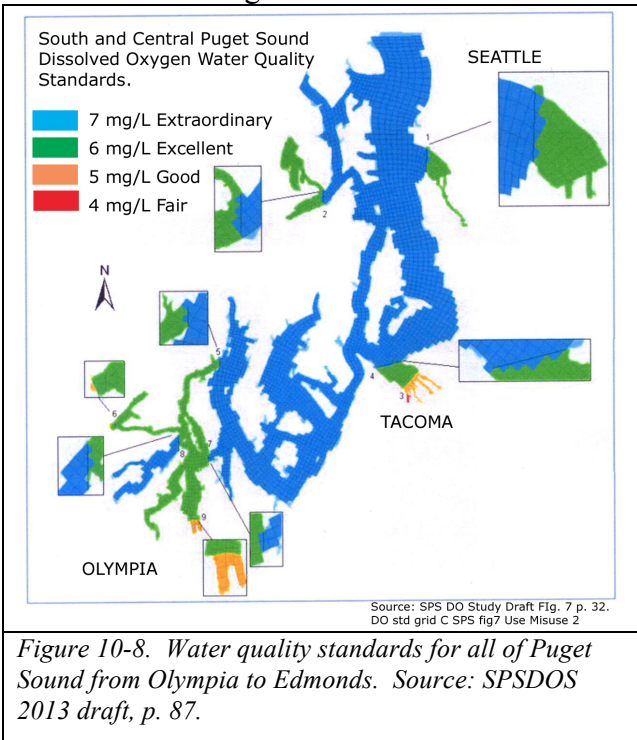 South and Central Puget Sound
Dissolved Oxygen Water Quality
Standards.
SEATTLE
7 mg/L Extraordinary
6 mg/L Excellent
5 mg/L Good
4 mg/L Fair
1
2
N
5
4
3
TACOMA
6
7
8
9
OLYMPIA
Source: SPS DO Study Draft FIg. 7 p. 32.
DO std grid C SPS fig7 Use Misuse 2
Figure 10-8. Water quality standards for all of Puget
Sound from Olympia to Edmonds. Source: SPSDOS
2013 draft, p. 87.